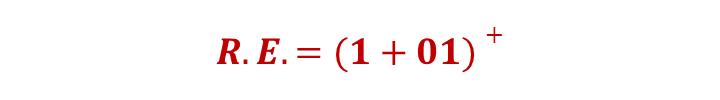 R. E. = (1 + 01) ⁺